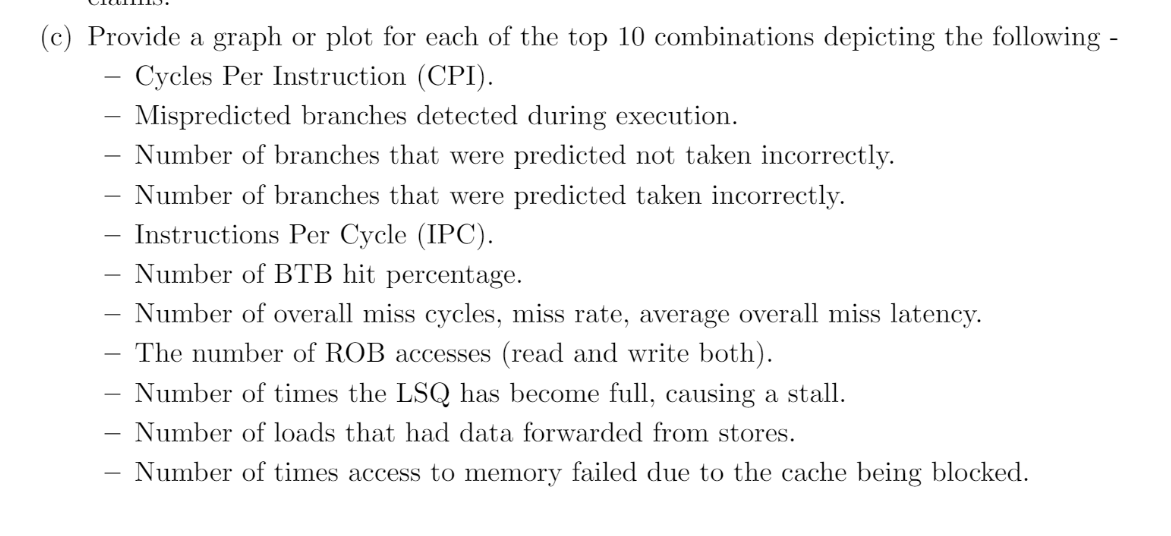 (c) Provide a graph or plot for each of the top 10 combinations depicting the following -
– Cycles Per Instruction (CPI).
– Mispredicted branches detected during execution.
– Number of branches that were predicted not taken incorrectly.
– Number of branches that were predicted taken incorrectly.
– Instructions Per Cycle (IPC).
– Number of BTB hit percentage.
– Number of overall miss cycles, miss rate, average overall miss latency.
– The number of ROB accesses (read and write both).
– Number of times the LSQ has become full, causing a stall.
– Number of loads that had data forwarded from stores.
– Number of times access to memory failed due to the cache being blocked.